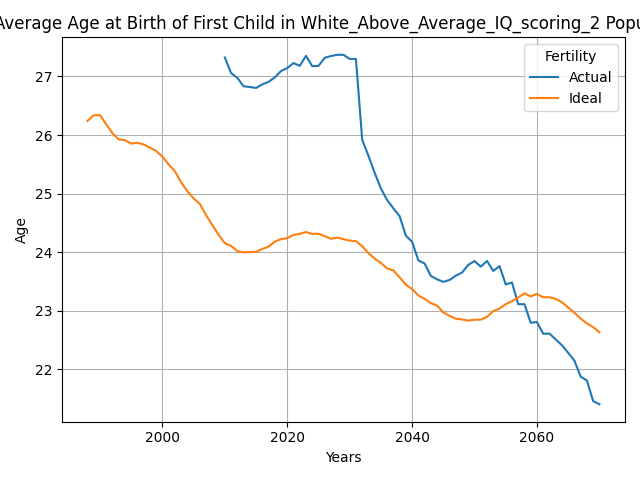 Average Age at Birth of First Child in White_Above_Average_IQ_scoring_2
Fertility
Actual
Ideal
27
26
25
24
23
22
Age
2000 2020 2040 2060
Years